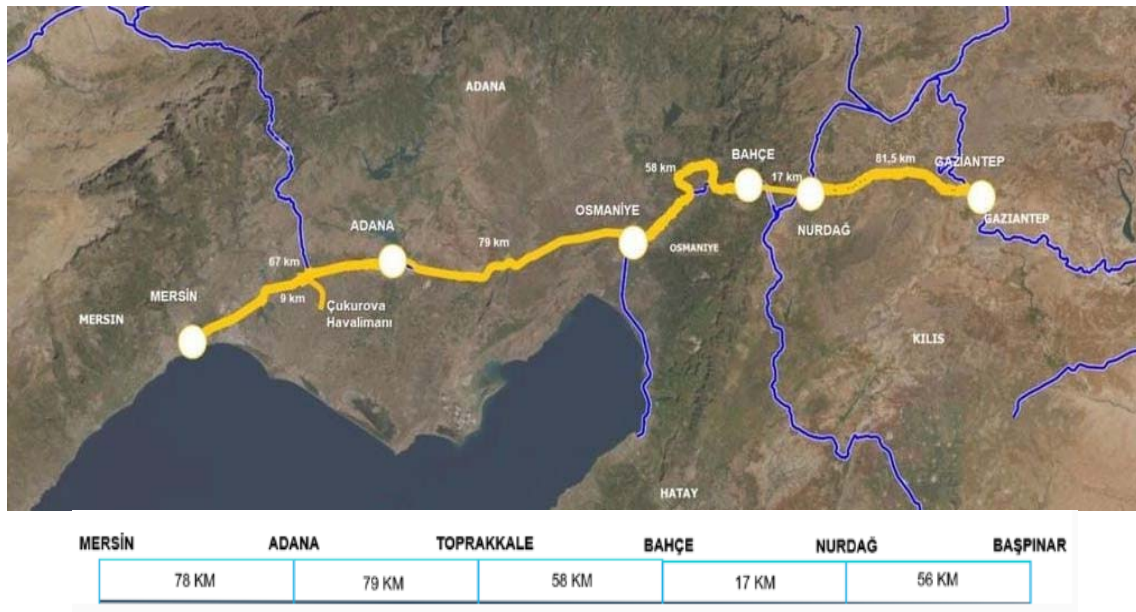 ADANA
BAHÇE
58 km
17 km
81,5 km
GAZİANTEP
OSMANİYE
NURDAĞ
GAZIANTEP
ADANA
79 km
OSMANIYE
67 km
9 km
MERSİN
Çukurova
Havalimanı
MERSIN
KILIS
HATAY
MERSİN ADANA TOPRAKKALE BAHÇE NURDAĞ BAŞPINAR
78 KM 79 KM 58 KM 17 KM 56 KM